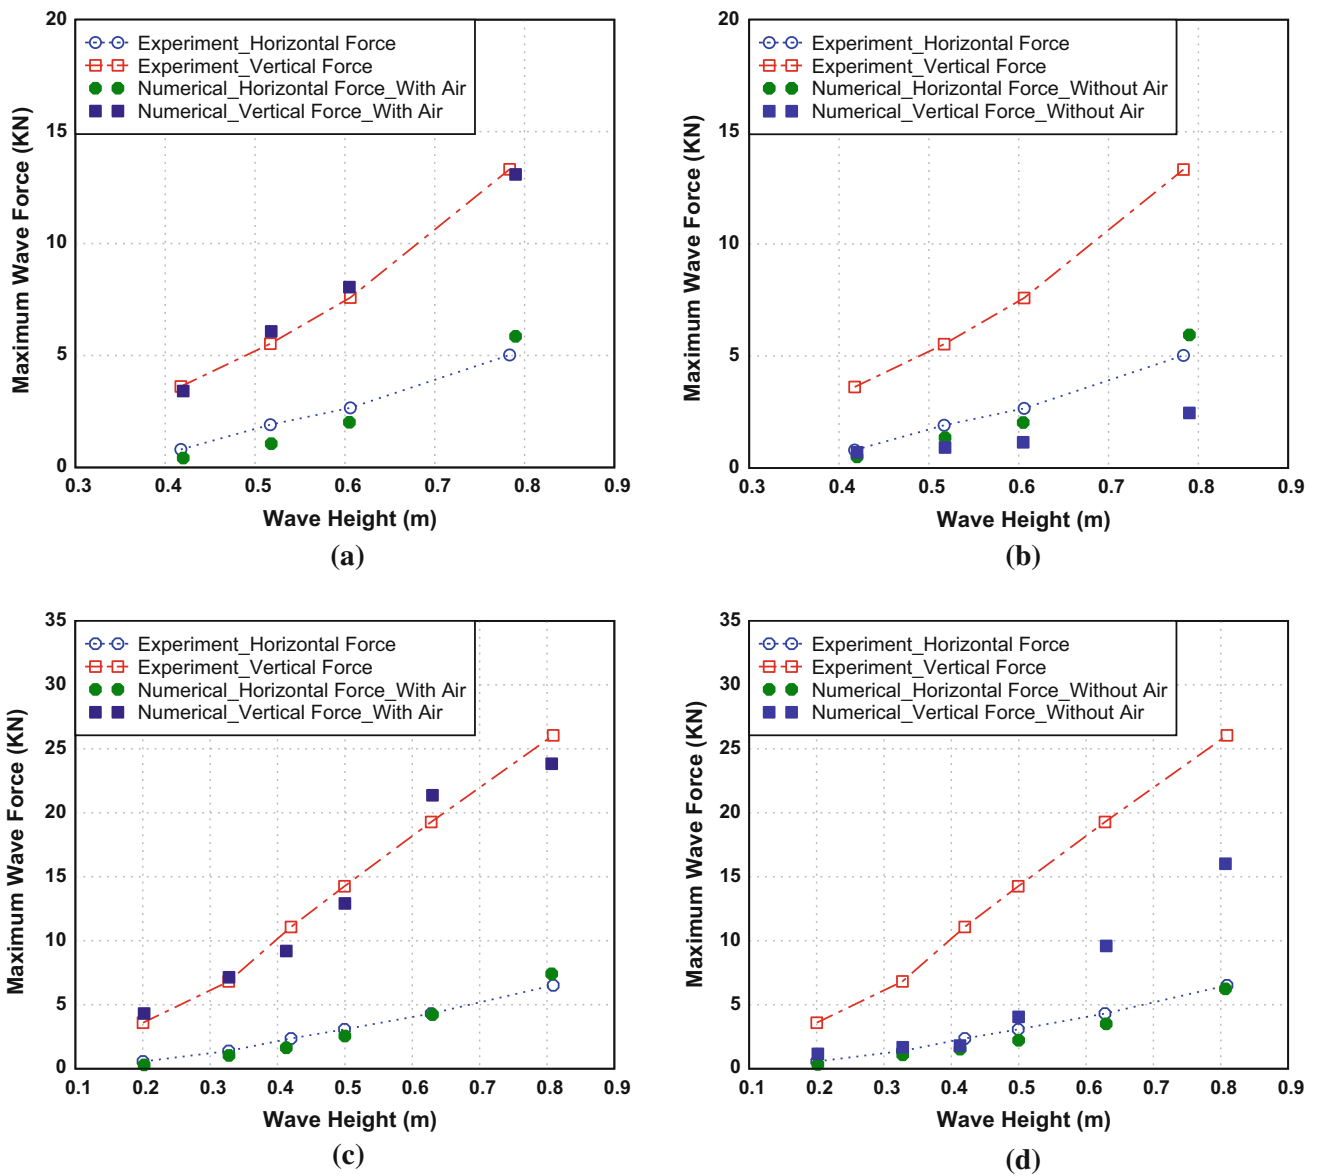 20
15
10
5
0
Maximum Wave Force (KN)
Experiment_Horizontal Force
Experiment_Vertical Force
Numerical_Horizontal Force_With Air
Numerical_Vertical Force_With Air
0.3 0.4 0.5 0.6 0.7 0.8 0.9
Wave Height (m)
(a)
20
15
10
5
0
Maximum Wave Force (KN)
Experiment_Horizontal Force
Experiment_Vertical Force
Numerical_Horizontal Force_Without Air
Numerical_Vertical Force_Without Air
0.3 0.4 0.5 0.6 0.7 0.8 0.9
Wave Height (m)
(b)
35
30
25
20
15
10
5
0
Maximum Wave Force (KN)
Experiment_Horizontal Force
Experiment_Vertical Force
Numerical_Horizontal Force_With Air
Numerical_Vertical Force_With Air
0.1 0.2 0.3 0.4 0.5 0.6 0.7 0.8 0.9
Wave Height (m)
(c)
35
30
25
20
15
10
5
0
Maximum Wave Force (KN)
Experiment_Horizontal Force
Experiment_Vertical Force
Numerical_Horizontal Force_Without Air
Numerical_Vertical Force_Without Air
0.1 0.2 0.3 0.4 0.5 0.6 0.7 0.8 0.9
Wave Height (m)
(d)